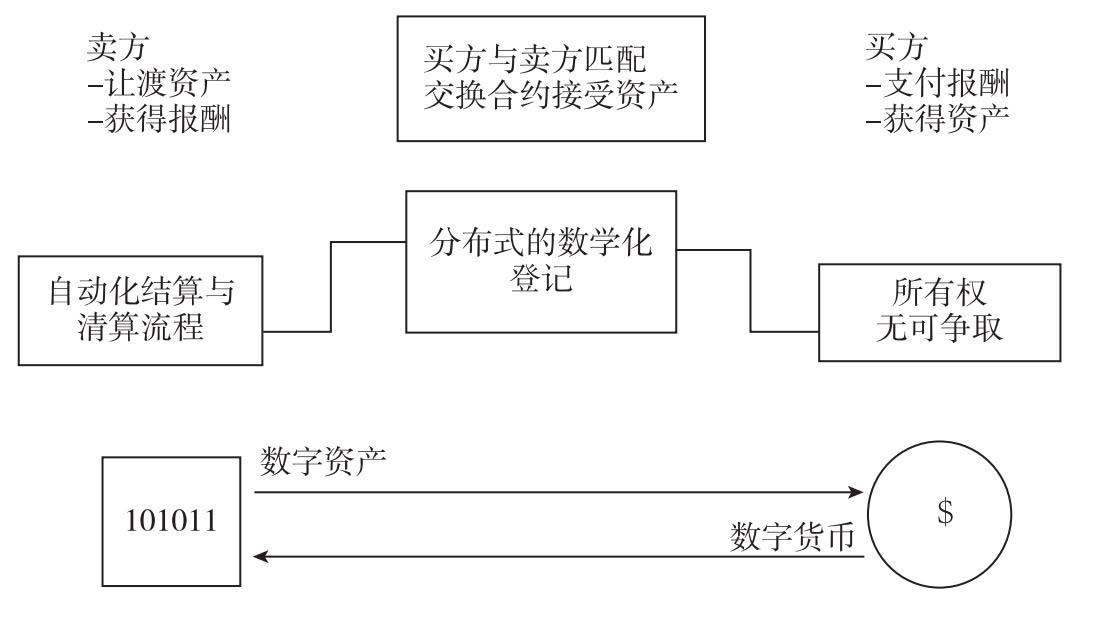 卖方
–让渡资产
–获得报酬
买方与卖方匹配
交换合约接受资产
买方
–支付报酬
–获得资产
自动化结算与
清算流程
分布式的数学化
登记
所有权
无可争取
数字资产
101011
$
数字货币